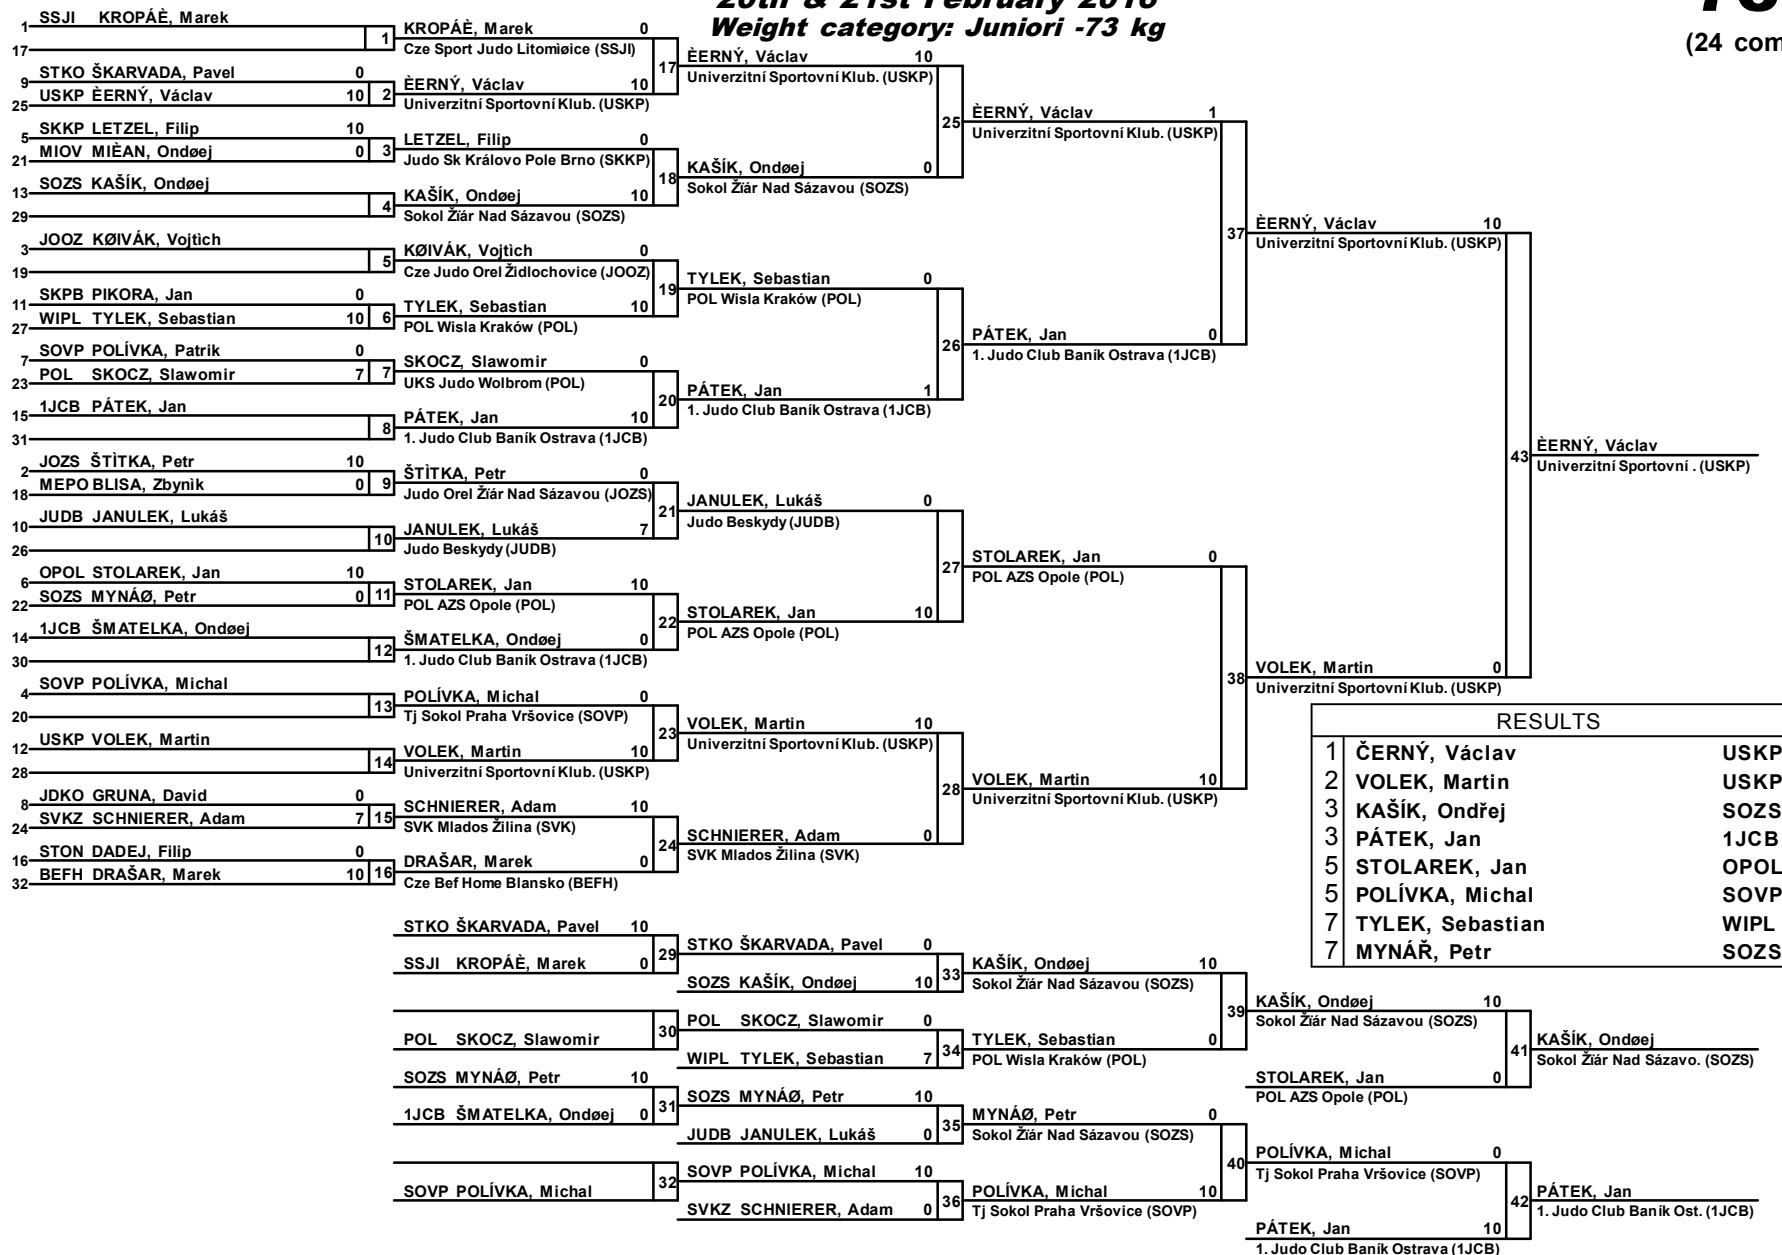 20th & 21st February 2016
Weight category: Juniori -73 kg
(24 com
1 SSJI KROPÁÈ, Marek
17
1
9 STKO ŠKARVADA, Pavel 0
25 USKP ÈERNÝ, Václav 10
2
5 SKKP LETZEL, Filip 10
21 MIOV MIÈAN, Ondøej 0
3
13 SOZS KAŠÍK, Ondøej
29
4
3 JOOZ KØIVÁK, Vojtìch
19
5
11 SKPB PIKORA, Jan 0
27 WIPL TYLEK, Sebastian 10
6
7 SOVP POLÍVKA, Patrik 0
23 POL SKOCZ, Slawomir 7
7
15 1JCB PÁTEK, Jan
31
8
2 JOZS ŠTÌTKA, Petr 10
18 MEPO BLISA, Zbynìk 0
9
10 JUDB JANULEK, Lukáš
26
10
6 OPOL STOLAREK, Jan 10
22 SOZS MYNÁØ, Petr 0
11
14 1JCB ŠMATELKA, Ondøej
30
12
4 SOVP POLÍVKA, Michal
20
13
12 USKP VOLEK, Martin
28
14
8 JDKO GRUNA, David 0
24 SVKZ SCHNIERER, Adam 7
15
16 STON DADEJ, Filip 0
32 BEFH DRAŠAR, Marek 10
16
KROPÁÈ, Marek 0
Cze Sport Judo Litomìøice (SSJI)
17
ÈERNÝ, Václav 10
Univerzitní Sportovní Klub. (USKP)
LETZEL, Filip 0
Judo Sk Královo Pole Brno (SKKP)
18
KAŠÍK, Ondøej 10
Sokol Žïár Nad Sázavou (SOZS)
KØIVÁK, Vojtìch 0
Cze Judo Orel Židlochovice (JOOZ)
19
TYLEK, Sebastian 10
POL Wisla Kraków (POL)
SKOCZ, Slawomir 0
UKS Judo Wolbrom (POL)
20
PÁTEK, Jan 10
1. Judo Club Baník Ostrava (1JCB)
ŠTÌTKA, Petr 0
Judo Orel Žïár Nad Sázavou (JOZS)
21
JANULEK, Lukáš 7
Judo Beskydy (JUDB)
STOLAREK, Jan 10
POL AZS Opole (POL)
22
ŠMATELKA, Ondøej 0
1. Judo Club Baník Ostrava (1JCB)
POLÍVKA, Michal 0
Tj Sokol Praha Vršovice (SOVP)
23
VOLEK, Martin 10
Univerzitní Sportovní Klub. (USKP)
SCHNIERER, Adam 10
SVK Mlados Žilina (SVK)
24
DRAŠAR, Marek 0
Cze Bef Home Blansko (BEFH)
ÈERNÝ, Václav 10
Univerzitní Sportovní Klub. (USKP)
25
KAŠÍK, Ondøej 0
Sokol Žïár Nad Sázavou (SOZS)
TYLEK, Sebastian 0
POL Wisla Kraków (POL)
26
PÁTEK, Jan 1
1. Judo Club Baník Ostrava (1JCB)
JANULEK, Lukáš 0
Judo Beskydy (JUDB)
27
STOLAREK, Jan 10
POL AZS Opole (POL)
VOLEK, Martin 10
Univerzitní Sportovní Klub. (USKP)
28
SCHNIERER, Adam 0
SVK Mlados Žilina (SVK)
ÈERNÝ, Václav 1
Univerzitní Sportovní Klub. (USKP)
37
PÁTEK, Jan 0
1. Judo Club Baník Ostrava (1JCB)
STOLAREK, Jan 0
POL AZS Opole (POL)
38
VOLEK, Martin 10
Univerzitní Sportovní Klub. (USKP)
ÈERNÝ, Václav 10
Univerzitní Sportovní Klub. (USKP)
43
VOLEK, Martin 0
Univerzitní Sportovní Klub. (USKP)
ÈERNÝ, Václav
Univerzitní Sportovní . (USKP)
RESULTS
1 ČERNÝ, Václav USKP
2 VOLEK, Martin USKP
3 KAŠÍK, Ondřej SOZS
3 PÁTEK, Jan 1JCB
5 STOLAREK, Jan OPOL
5 POLÍVKA, Michal SOVP
7 TYLEK, Sebastian WIPL
7 MYNÁŘ, Petr SOZS
STKO ŠKARVADA, Pavel 10
29
SSJI KROPÁÈ, Marek 0
30
POL SKOCZ, Slawomir
SOZS MYNÁØ, Petr 10
31
1JCB ŠMATELKA, Ondøej 0
32
SOVP POLÍVKA, Michal
STKO ŠKARVADA, Pavel 0
33
SOZS KAŠÍK, Ondøej 10
POL SKOCZ, Slawomir 0
34
WIPL TYLEK, Sebastian 7
SOZS MYNÁØ, Petr 10
35
JUDB JANULEK, Lukáš 0
SOVP POLÍVKA, Michal 10
36
SVKZ SCHNIERER, Adam 0
KAŠÍK, Ondøej 10
Sokol Žïár Nad Sázavou (SOZS)
39
TYLEK, Sebastian 0
POL Wisla Kraków (POL)
MYNÁØ, Petr 0
Sokol Žïár Nad Sázavou (SOZS)
40
POLÍVKA, Michal 10
Tj Sokol Praha Vršovice (SOVP)
KAŠÍK, Ondøej 10
Sokol Žïár Nad Sázavou (SOZS)
41
STOLAREK, Jan 0
POL AZS Opole (POL)
POLÍVKA, Michal 0
Tj Sokol Praha Vršovice (SOVP)
42
PÁTEK, Jan 10
1. Judo Club Baník Ostrava (1JCB)
KAŠÍK, Ondøej
Sokol Žïár Nad Sázavo. (SOZS)
PÁTEK, Jan
1. Judo Club Baník Ost. (1JCB)